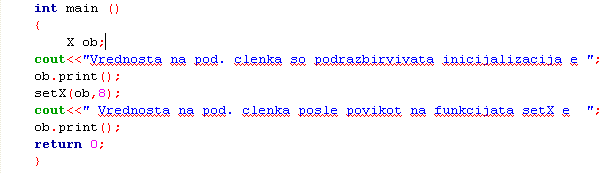 int main ()
{
X ob;
cout<<"Vrednosta na pod. clenka so podrazbirvivata inicijalizacija e ";
ob.print();
setX(ob,8);
cout<<" Vrednosta na pod. clenka posle povikot na funkcijata setX e  ";
ob.print();
return 0;
}